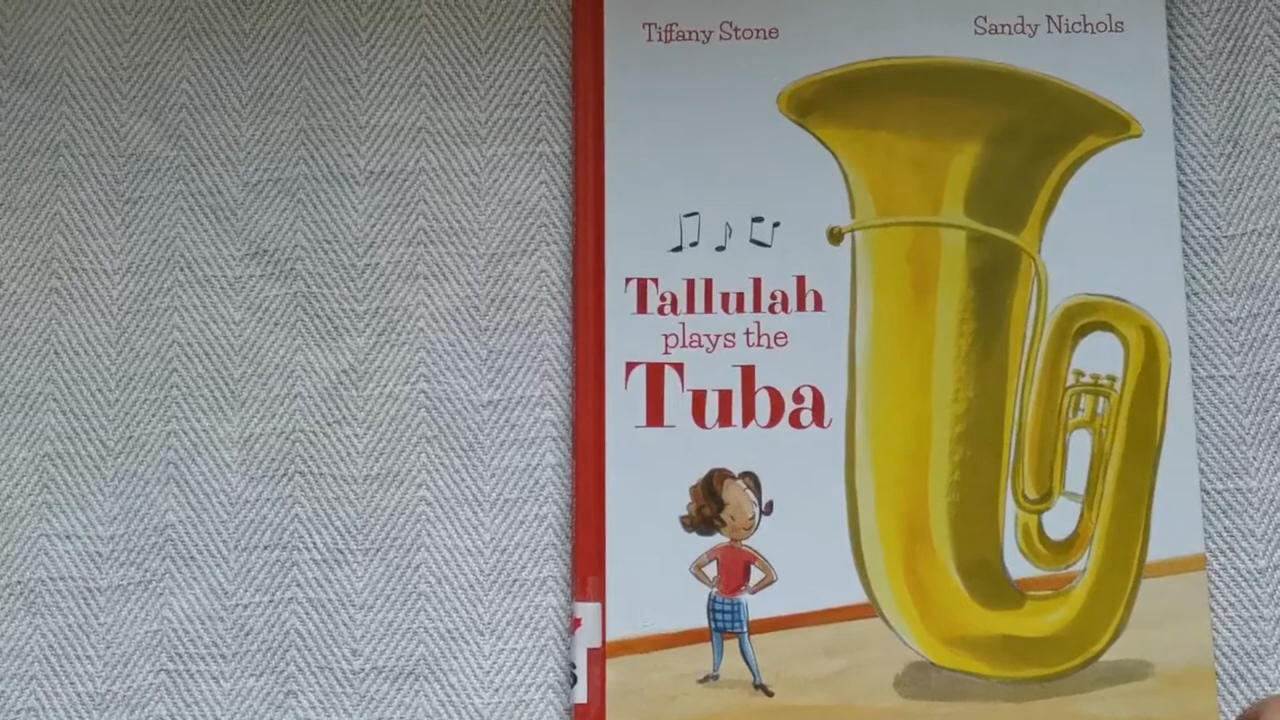 Tiffany Stone
Sandy Nichols
Tallulah
plays the
Tuba